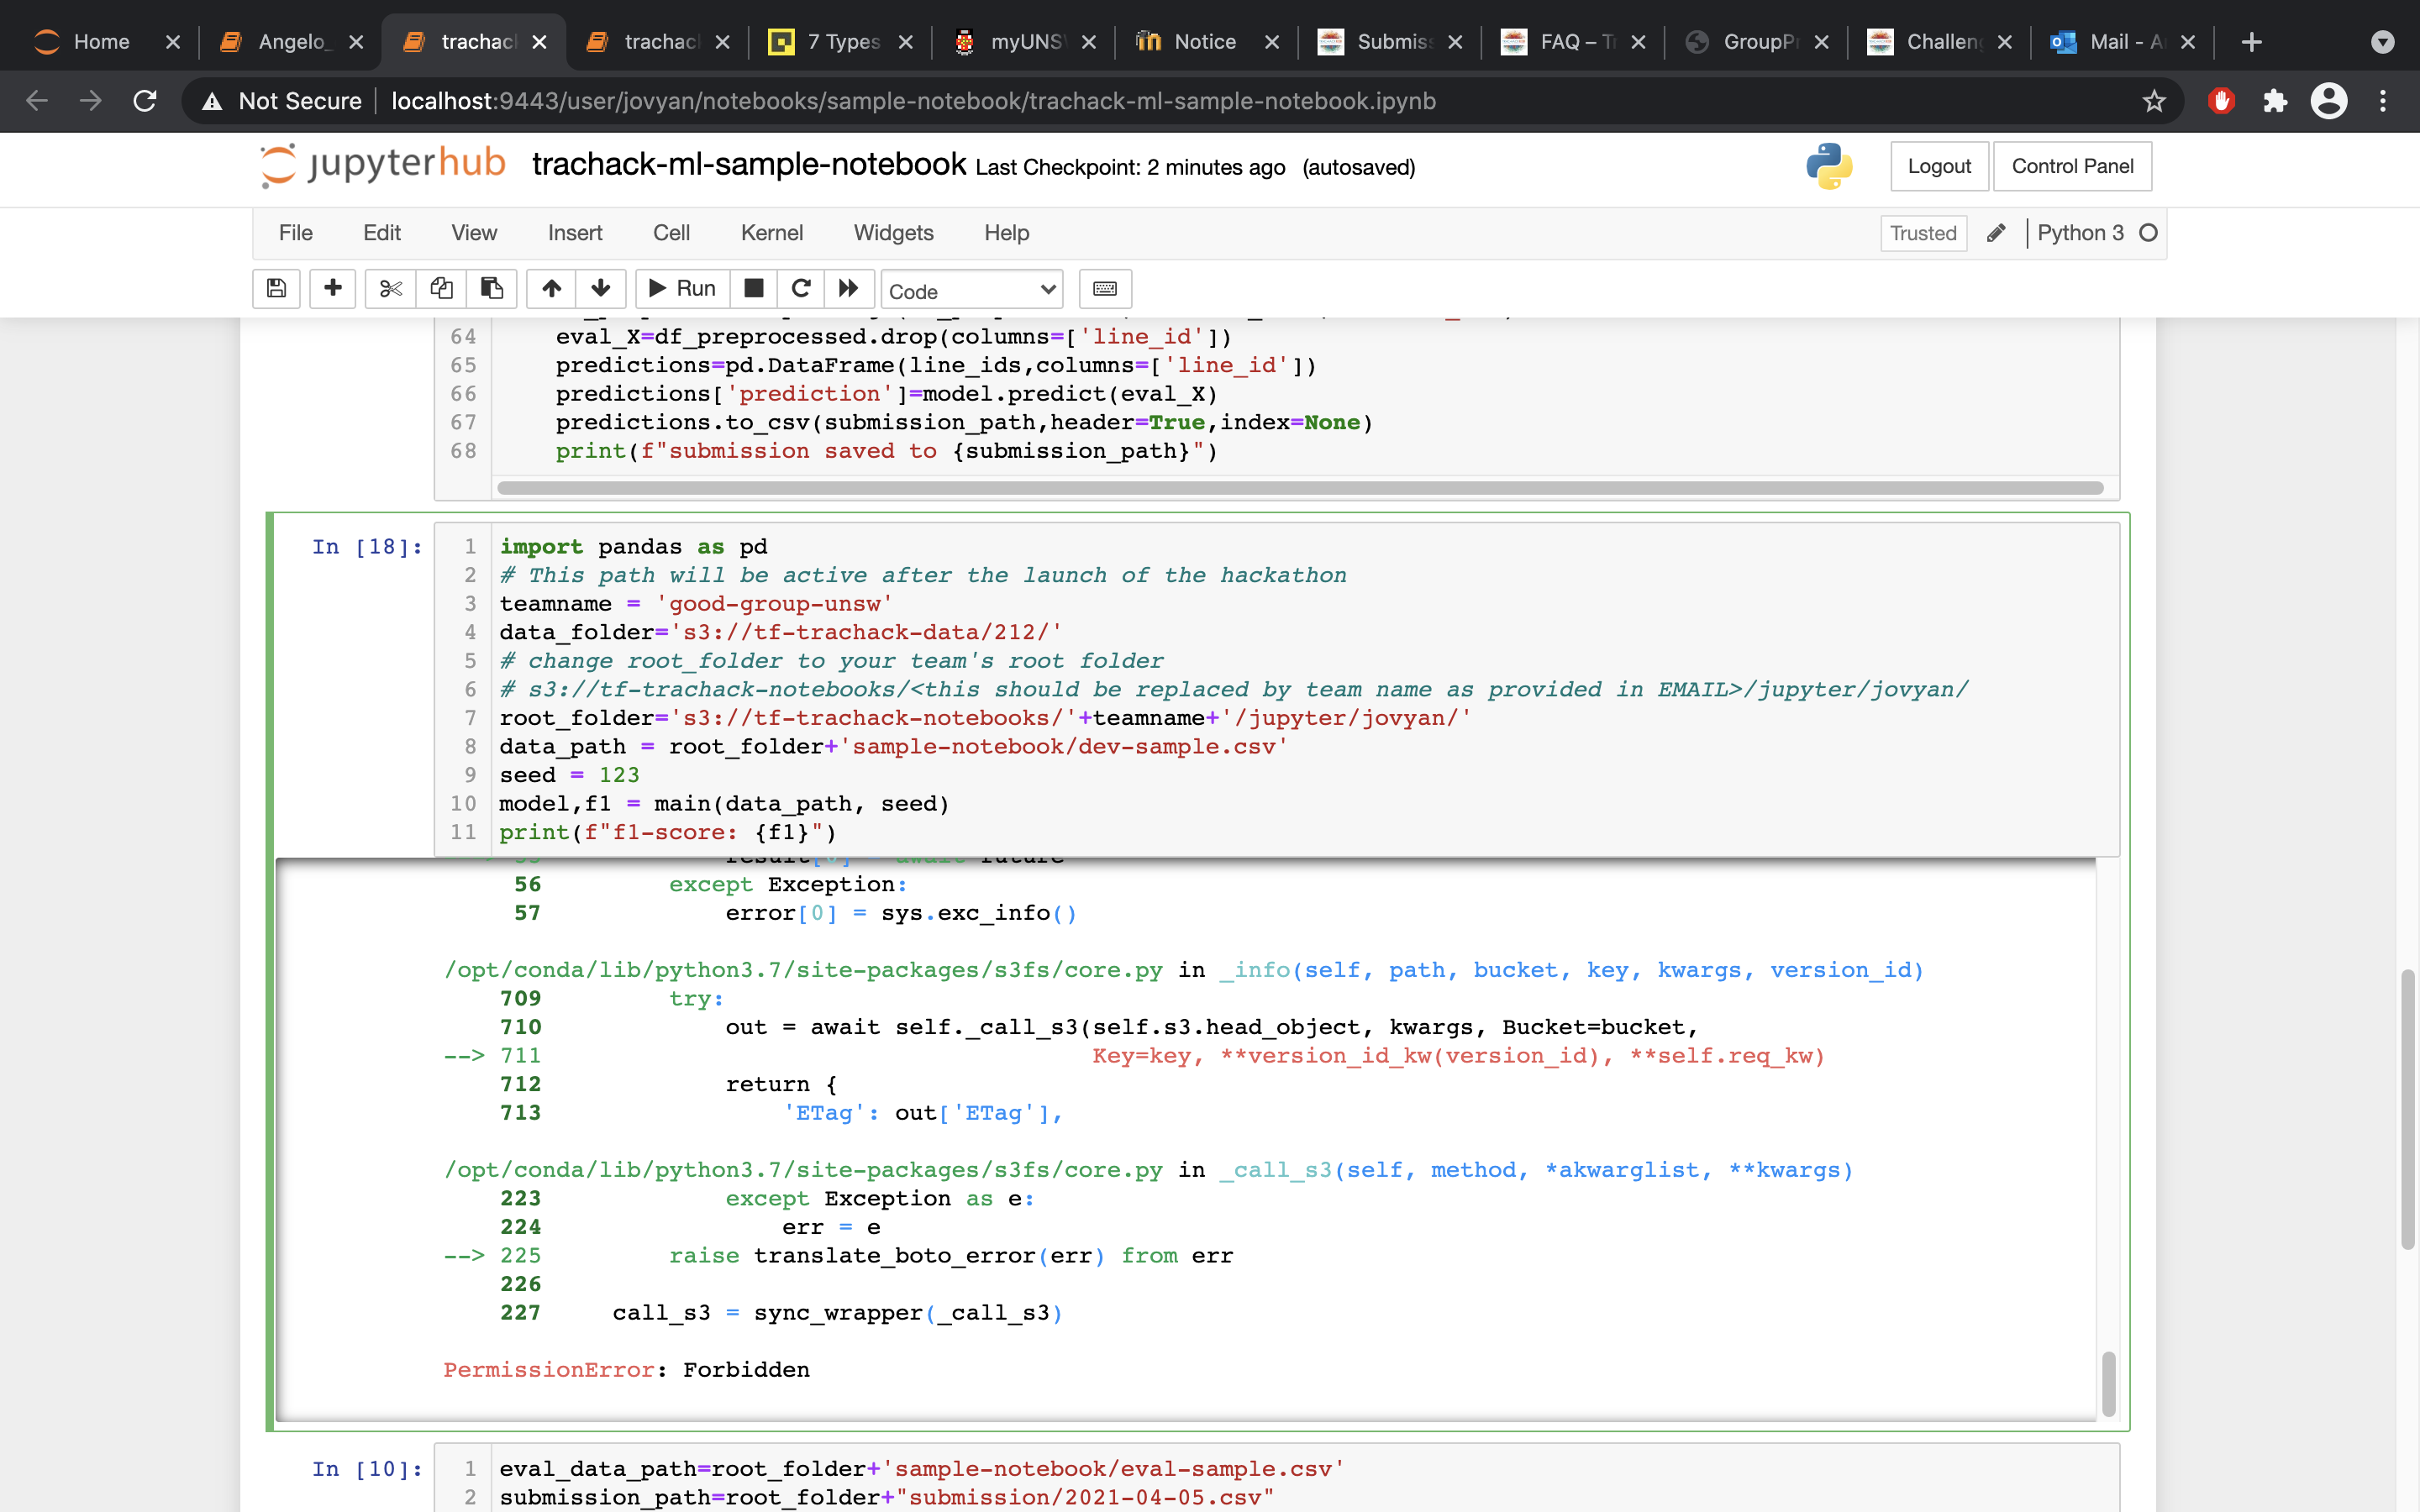 Home Angelo_ trachac trachac 7 Types myUNS Notice Submiss FAQ – T GroupP Challen Mail - A
Not Secure localhost:9443/user/jovyan/notebooks/sample-notebook/trachack-ml-sample-notebook.ipynb
jupyterhub trachack-ml-sample-notebook Last Checkpoint: 2 minutes ago (autosaved) Logout Control Panel
File Edit View Insert Cell Kernel Widgets Help Trusted Python 3
Run Code
64 eval_X=df_preprocessed.drop(columns=['line_id'])
65 predictions=pd.DataFrame(line_ids,columns=['line_id'])
66 predictions['prediction']=model.predict(eval_X)
67 predictions.to_csv(submission_path,header=True,index=None)
68 print(f"submission saved to {submission_path}")
In [18]:
1 import pandas as pd
2 # This path will be active after the launch of the hackathon
3 teamname = 'good-group-unsw'
4 data_folder='s3://tf-trachack-data/212/'
5 # change root_folder to your team's root folder
6 # s3://tf-trachack-notebooks/<this should be replaced by team name as provided in EMAIL>/jupyter/jovyan/
7 root_folder='s3://tf-trachack-notebooks/'+teamname+'/jupyter/jovyan/'
8 data_path = root_folder+'sample-notebook/dev-sample.csv'
9 seed = 123
10 model,f1 = main(data_path, seed)
11 print(f"f1-score: {f1}")
56 except Exception:
57 error[0] = sys.exc_info()
/opt/conda/lib/python3.7/site-packages/s3fs/core.py in _info(self, path, bucket, key, kwargs, version_id)
709 try:
710 out = await self._call_s3(self.s3.head_object, kwargs, Bucket=bucket,
--> 711 Key=key, **version_id_kw(version_id), **self.req_kw)
712 return {
713 'ETag': out['ETag'],
/opt/conda/lib/python3.7/site-packages/s3fs/core.py in _call_s3(self, method, *akwarglist, **kwargs)
223 except Exception as e:
224 err = e
--> 225 raise translate_boto_error(err) from err
226
227 call_s3 = sync_wrapper(_call_s3)
PermissionError: Forbidden
In [10]:
1 eval_data_path=root_folder+'sample-notebook/eval-sample.csv'
2 submission_path=root_folder+"submission/2021-04-05.csv"